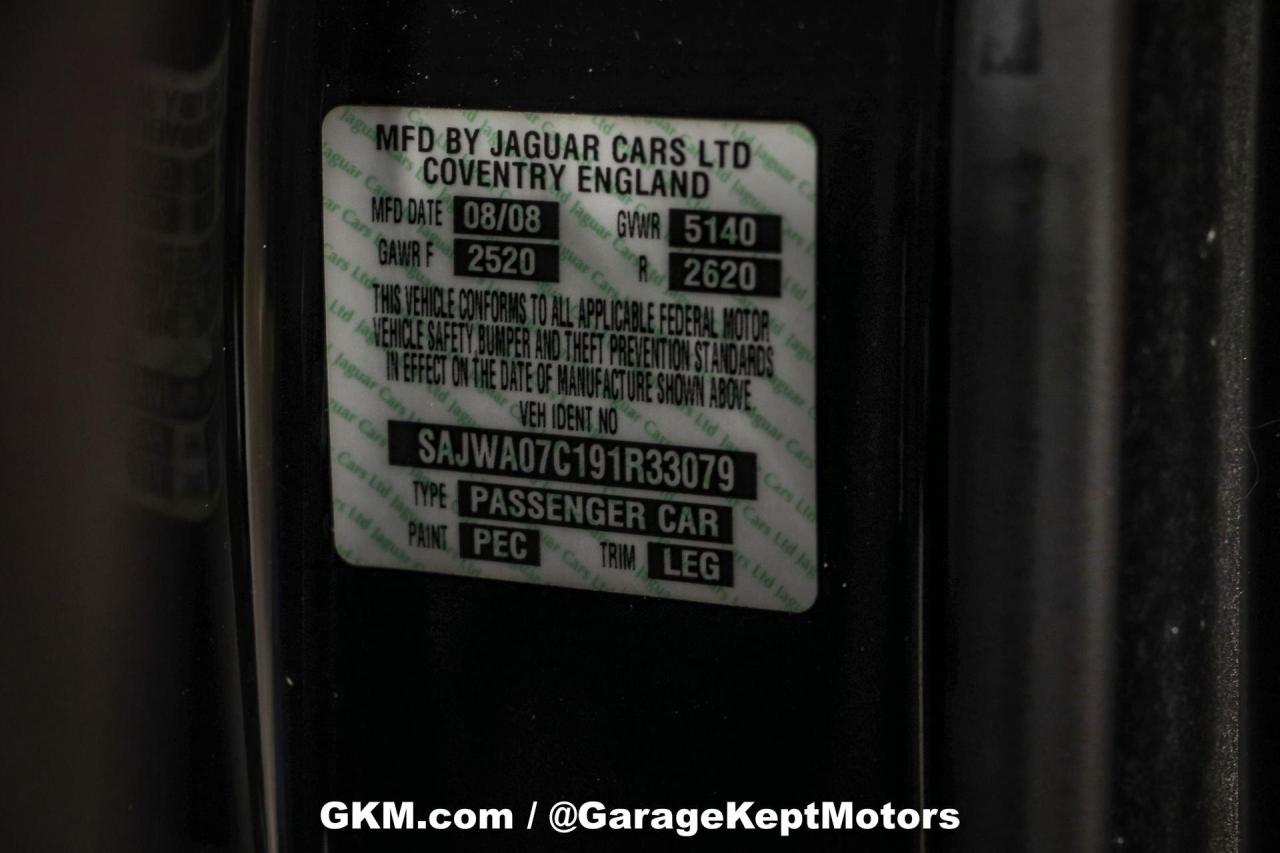 MFD BY JAGUAR CARS LTD
COVENTRY ENGLAND
MFD DATE 08/08 GVWR 5140
GAWR F 2520 R 2620
THIS VEHICLE CONFORMS TO ALL APPLICABLE FEDERAL MOTOR
VEHICLE SAFETY, BUMPER AND THEFT PREVENTION STANDARDS
IN EFFECT ON THE DATE OF MANUFACTURE SHOWN ABOVE.
VEH IDENT NO
SAJWA07C191R33079
TYPE PASSENGER CAR
PAINT PEC TRIM LEG
GKM.com / @GarageKeptMotors